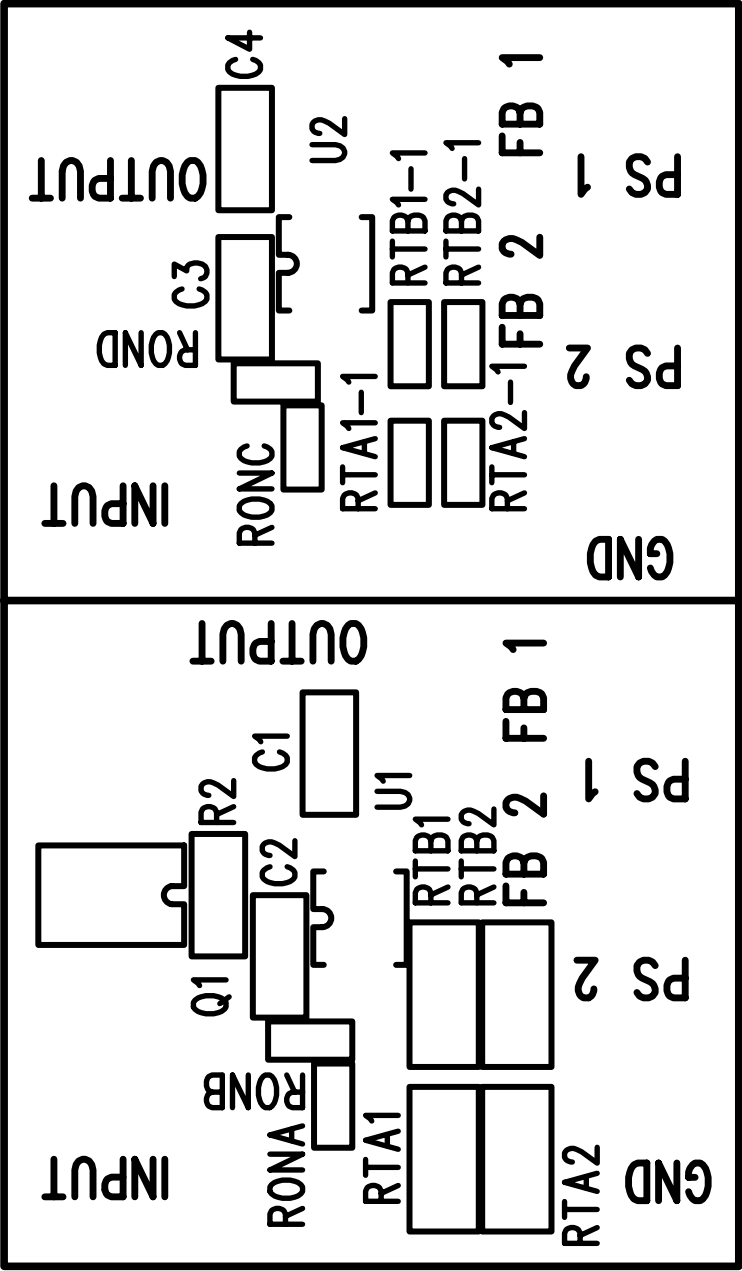 C4
FB 1
U2
OUTPUT
PS 1
RTB1-1
RTB2-1
C3
FB 2
ROND
PS 2
RTA1-1
RTA2-1
RONC
INPUT
GND
OUTPUT
FB 1
C1
U1
PS 1
R2
FB 2
RTB1
RTB2
C2
Q1
PS 2
RONB
RONA
RTA1
RTA2
INPUT
GND